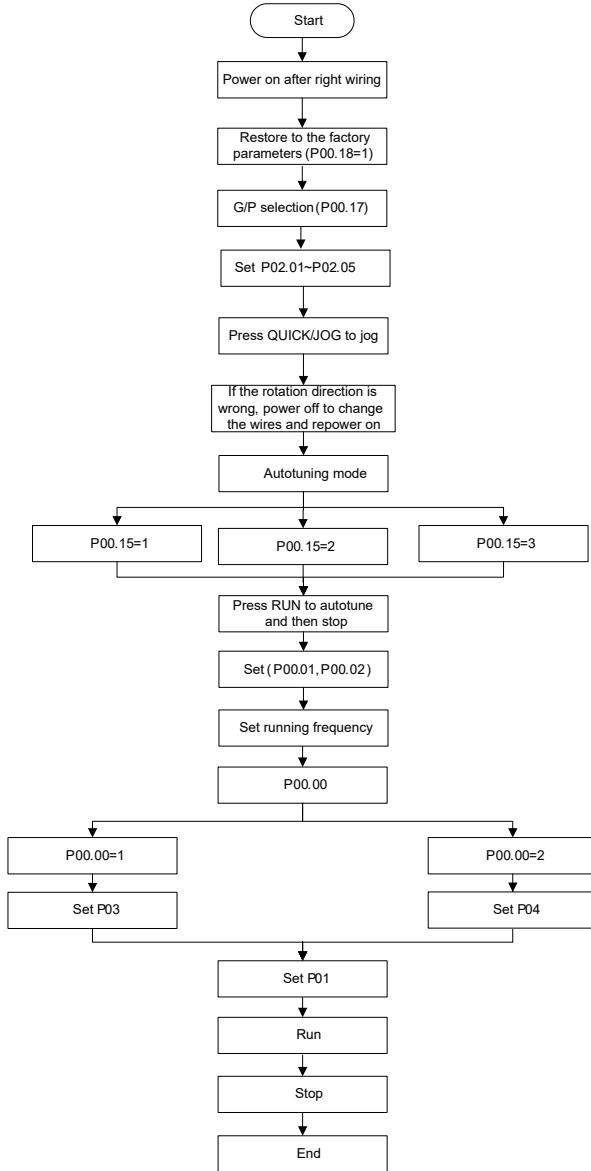 Start
Power on after right wiring
Restore to the factory
parameters (P00.18=1)
G/P selection (P00.17)
Set P02.01~P02.05
Press QUICK/JOG to jog
If the rotation direction is
wrong, power off to change
the wires and repower on
Autotuning mode
P00.15=1
P00.15=2
P00.15=3
Press RUN to autotune
and then stop
Set (P00.01, P00.02)
Set running frequency
P00.00
P00.00=1
P00.00=2
Set P03
Set P04
Set P01
Run
Stop
End